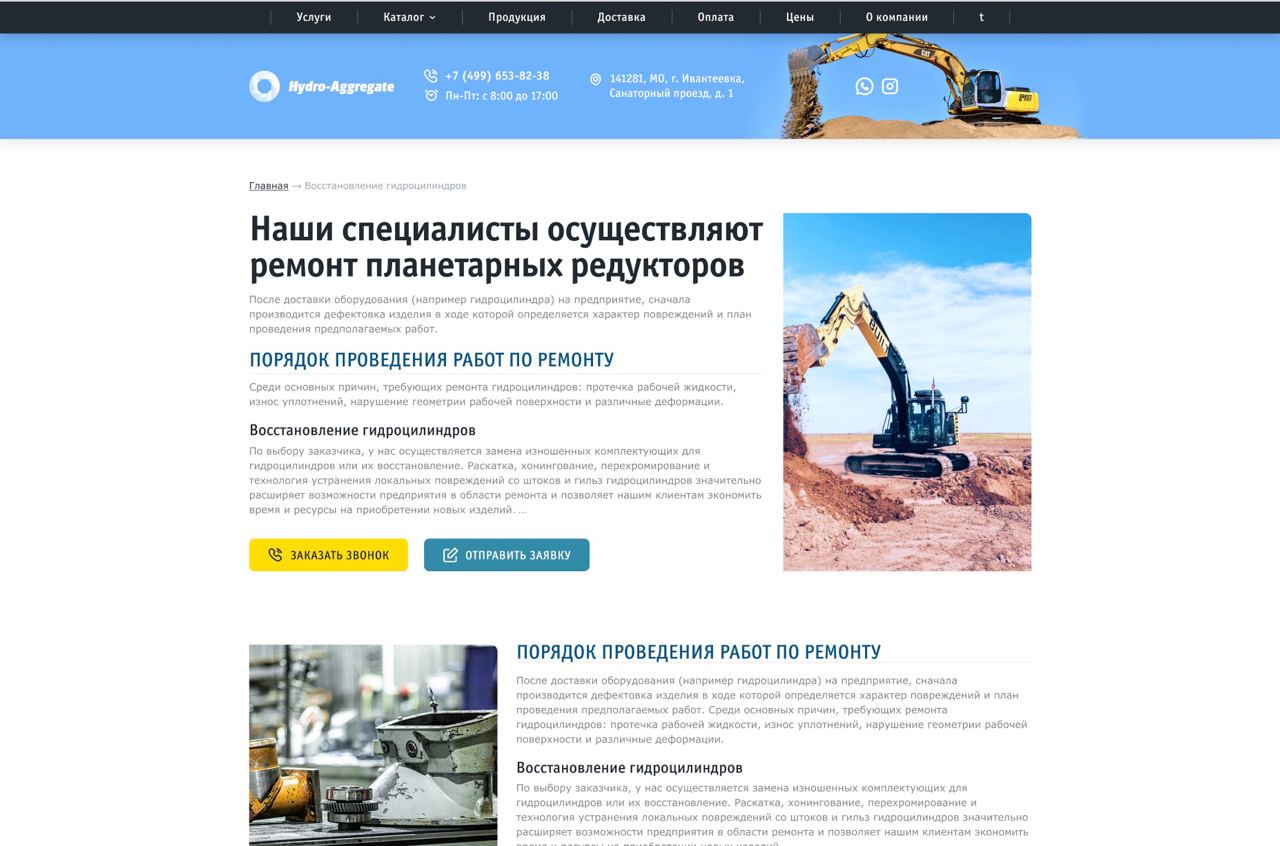 Услуги
Каталог
Продукция
Доставка
Оплата
Цены
О компании
t
Hydro-Aggregate
+7 (499) 653-82-38
Пн-Пт: с 8:00 до 17:00
141281, МО, г. Ивантеевка,
Санаторный проезд, д. 1
CAT
Главная → Восстановление гидроцилиндров
Наши специалисты осуществляют
ремонт планетарных редукторов
После доставки оборудования (например гидроцилиндра) на предприятие, сначала
производится дефектовка изделия в ходе которой определяется характер повреждений и план
проведения предполагаемых работ.
ПОРЯДОК ПРОВЕДЕНИЯ РАБОТ ПО РЕМОНТУ
Среди основных причин, требующих ремонта гидроцилиндров: протечка рабочей жидкости,
износ уплотнений, нарушение геометрии рабочей поверхности и различные деформации.
Восстановление гидроцилиндров
По выбору заказчика, у нас осуществляется замена изношенных комплектующих для
гидроцилиндров или их восстановление. Раскатка, хонингование, перехромирование и
технология устранения локальных повреждений со штоков и гильз гидроцилиндров значительно
расширяет возможности предприятия в области ремонта и позволяет нашим клиентам экономить
время и ресурсы на приобретении новых изделий. ...
ЗАКАЗАТЬ ЗВОНОК
ОТПРАВИТЬ ЗАЯВКУ
BUILT
ПОРЯДОК ПРОВЕДЕНИЯ РАБОТ ПО РЕМОНТУ
После доставки оборудования (например гидроцилиндра) на предприятие, сначала
производится дефектовка изделия в ходе которой определяется характер повреждений и план
проведения предполагаемых работ. Среди основных причин, требующих ремонта
гидроцилиндров: протечка рабочей жидкости, износ уплотнений, нарушение геометрии рабочей
поверхности и различные деформации.
Восстановление гидроцилиндров
По выбору заказчика, у нас осуществляется замена изношенных комплектующих для
гидроцилиндров или их восстановление. Раскатка, хонингование, перехромирование и
технология устранения локальных повреждений со штоков и гильз гидроцилиндров значительно
расширяет возможности предприятия в области ремонта и позволяет нашим клиентам экономить